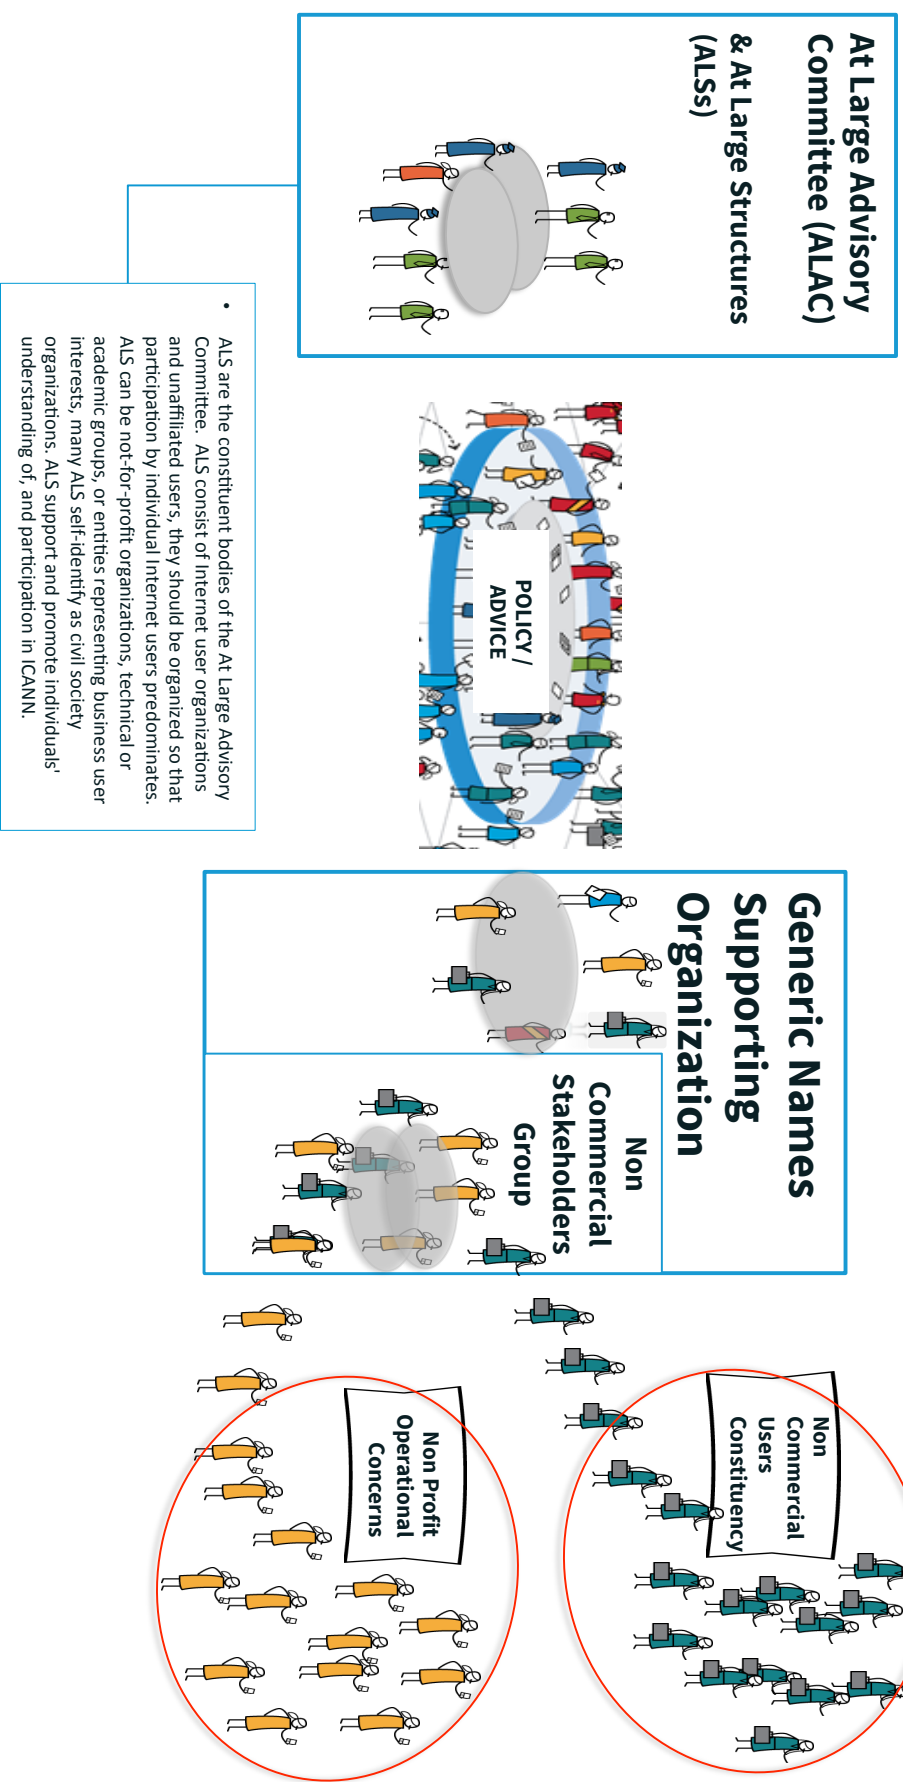 At Large Advisory
Committee (ALAC)
& At Large Structures
(ALSs)
• ALS are the constituent bodies of the At Large Advisory
Committee.  ALS consist of Internet user organizations
and unaffiliated users, they should be organized so that
participation by individual Internet users predominates.
ALS can be not-for-profit organizations, technical or
academic groups, or entities representing business user
interests, many ALS self-identify as civil society
organizations. ALS support and promote individuals'
understanding of, and participation in ICANN.
POLICY /
ADVICE
Generic Names
Supporting
Organization
Non
Commercial
Stakeholders
Group
Non
Commercial
Users
Constituency
Non Profit
Operational
Concerns